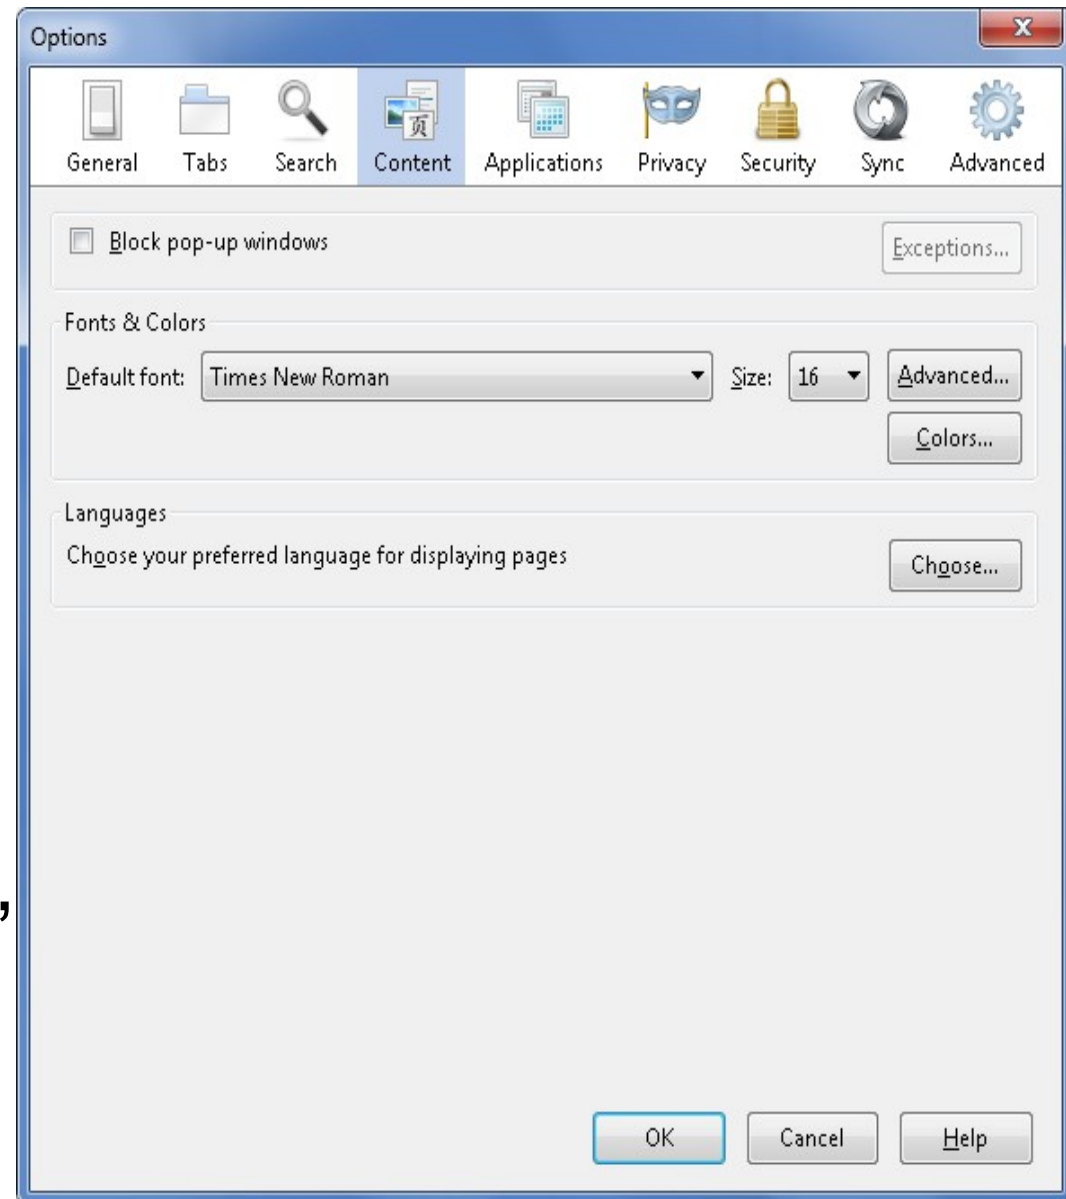 Options
X
General Tabs Search Content Applications Privacy Security Sync Advanced
页
Block pop-up windows Exceptions...
Fonts & Colors
Default font: Times New Roman Size: 16 Advanced...
Colors...
Languages
Choose your preferred language for displaying pages Choose...
,
OK Cancel Help